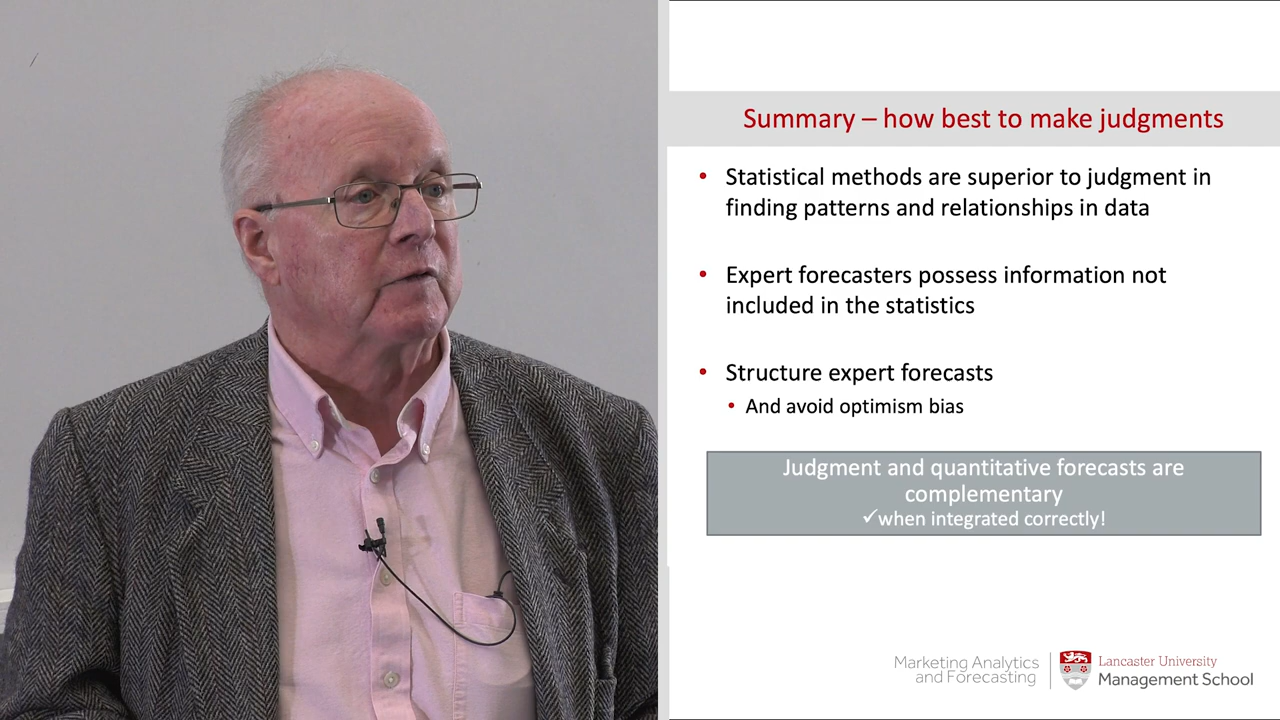 Summary – how best to make judgments
• Statistical methods are superior to judgment in
finding patterns and relationships in data
• Expert forecasters possess information not
included in the statistics
• Structure expert forecasts
• And avoid optimism bias
Judgment and quantitative forecasts are
complementary
✓when integrated correctly!
Marketing Analytics
and Forecasting
Lancaster University
Management School